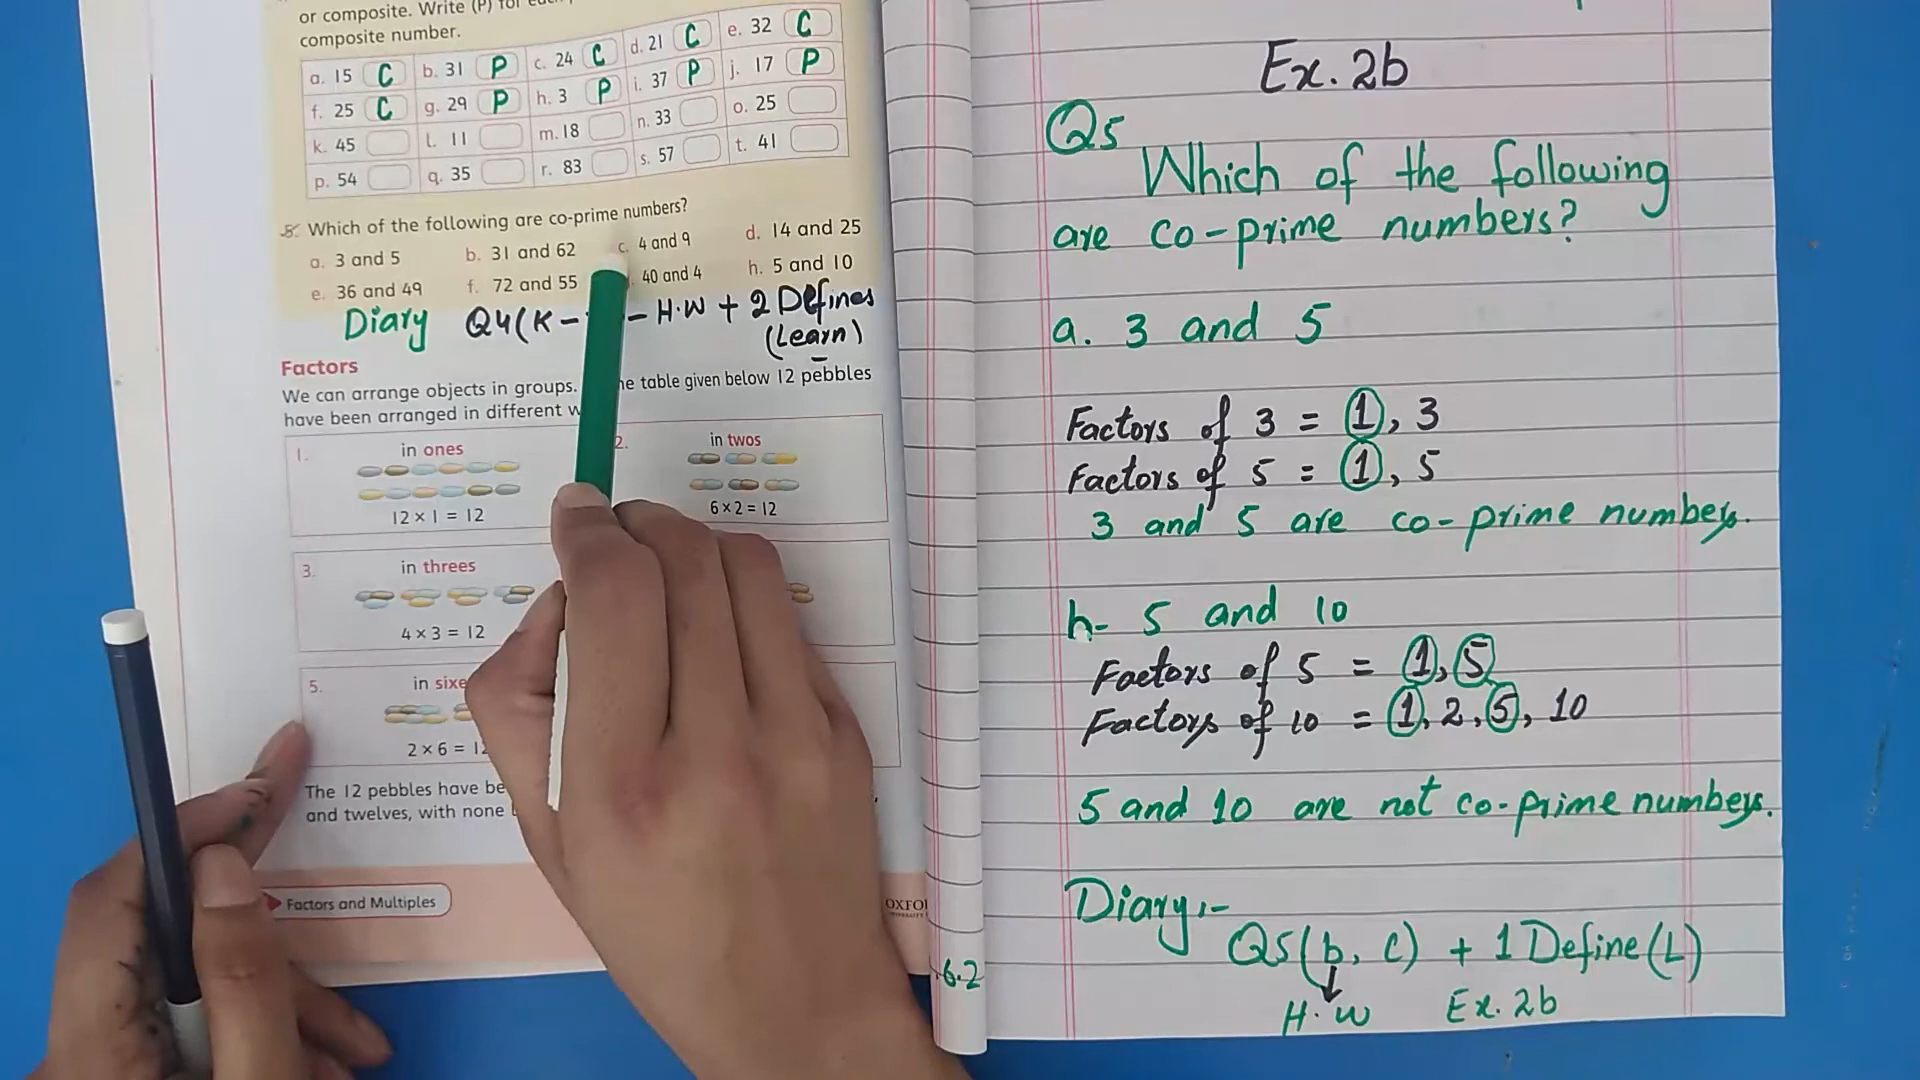 or composite. Write (P) for
composite number.
a. 15 C b. 31 P c. 24 C d. 21 C e. 32 C
f. 25 C g. 29 P h. 3 P i. 37 P j. 17 P
k. 45 l. 11 m. 18 n. 33 o. 25
p. 54 q. 35 r. 83 s. 57 t. 41
5. Which of the following are co-prime numbers?
a. 3 and 5 b. 31 and 62 c. 4 and 9 d. 14 and 25
e. 36 and 49 f. 72 and 55 40 and 4 h. 5 and 10
Diary Q4(K - - H.W + 2 Defines
(Learn)
Factors
We can arrange objects in groups. table given below 12 pebbles
have been arranged in different
1. in ones
12 × 1 = 12
2. in twos
6 × 2 = 12
3. in threes
4 × 3 = 12
5. in
2 × 6 =
The 12 pebbles have
and twelves, with none
Factors and Multiples
Ex. 2b
Q5
Which of the following
are co-prime numbers?
a. 3 and 5
Factors of 3 = 1, 3
Factors of 5 = 1, 5
3 and 5 are co-prime numbers.
h- 5 and 10
Factors of 5 = 1, 5
Factors of 10 = 1, 2, 5, 10
5 and 10 are not co-prime numbers.
Diary:-
Q5(b, c) + 1 Define(L)
H.w Ex. 2b
6.2